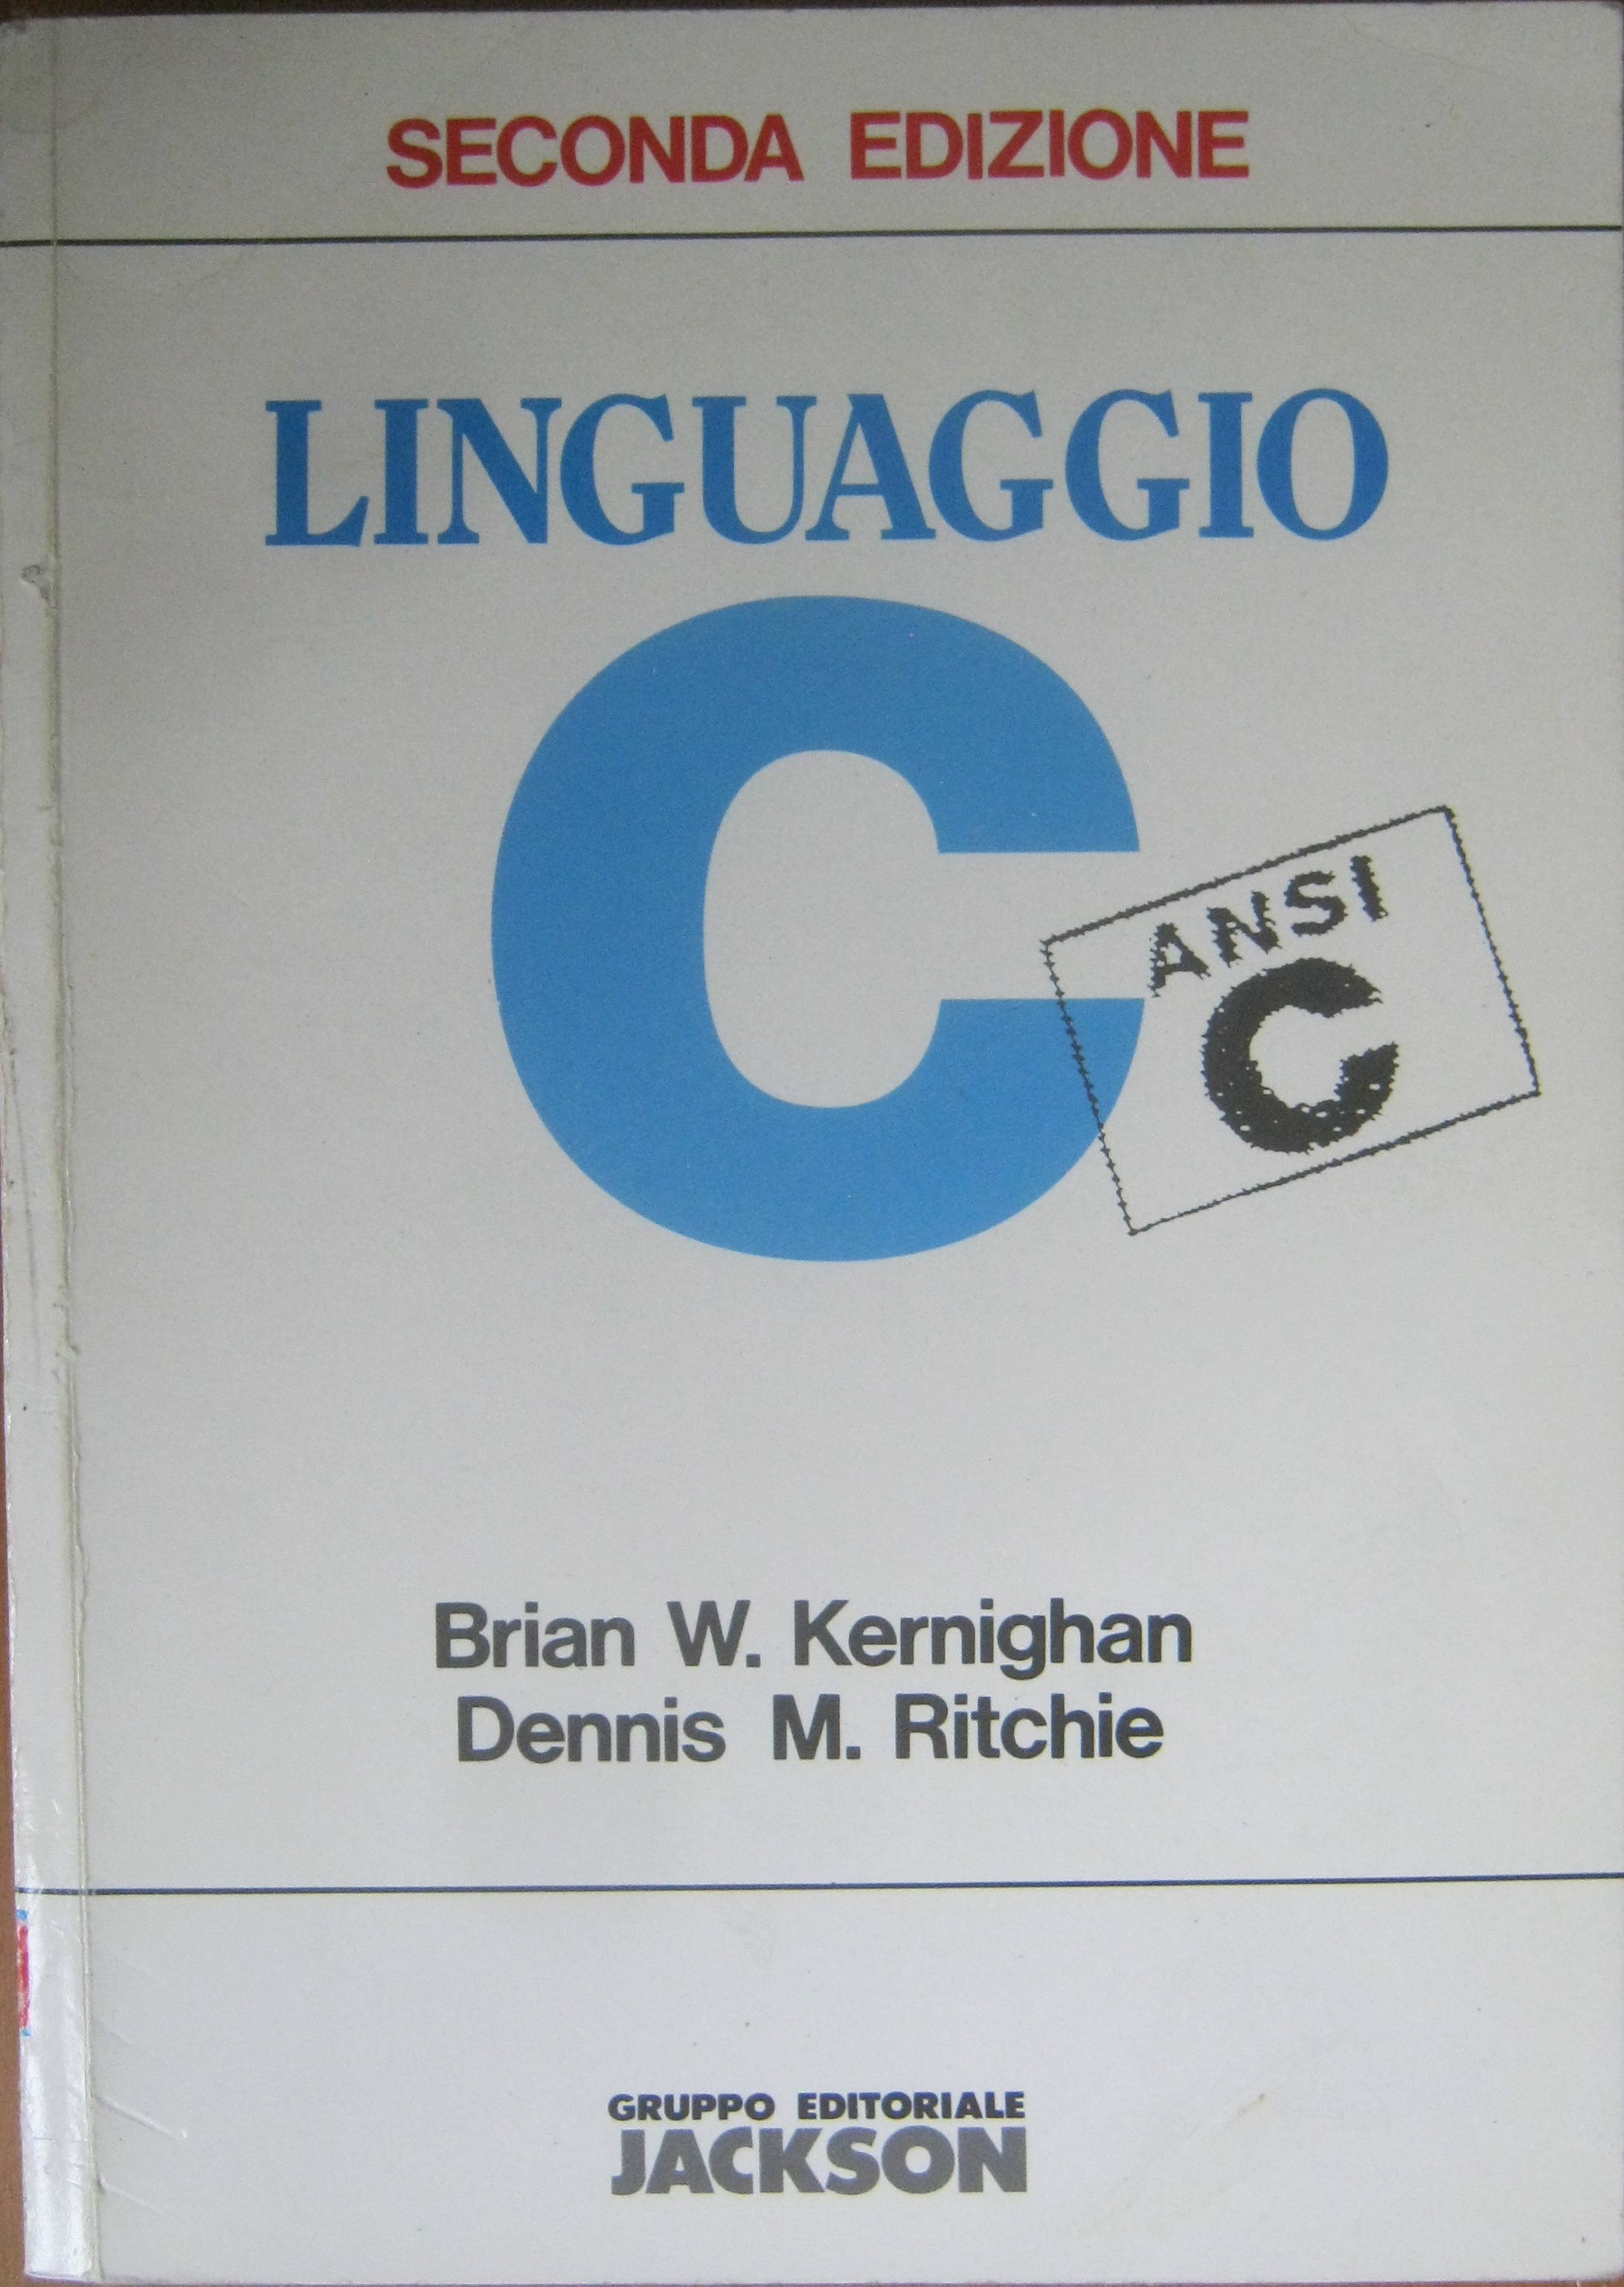 SECONDA EDIZIONE
LINGUAGGIO
C
ANSI
C
Brian W. Kernighan
Dennis M. Ritchie
GRUPPO EDITORIALE
JACKSON